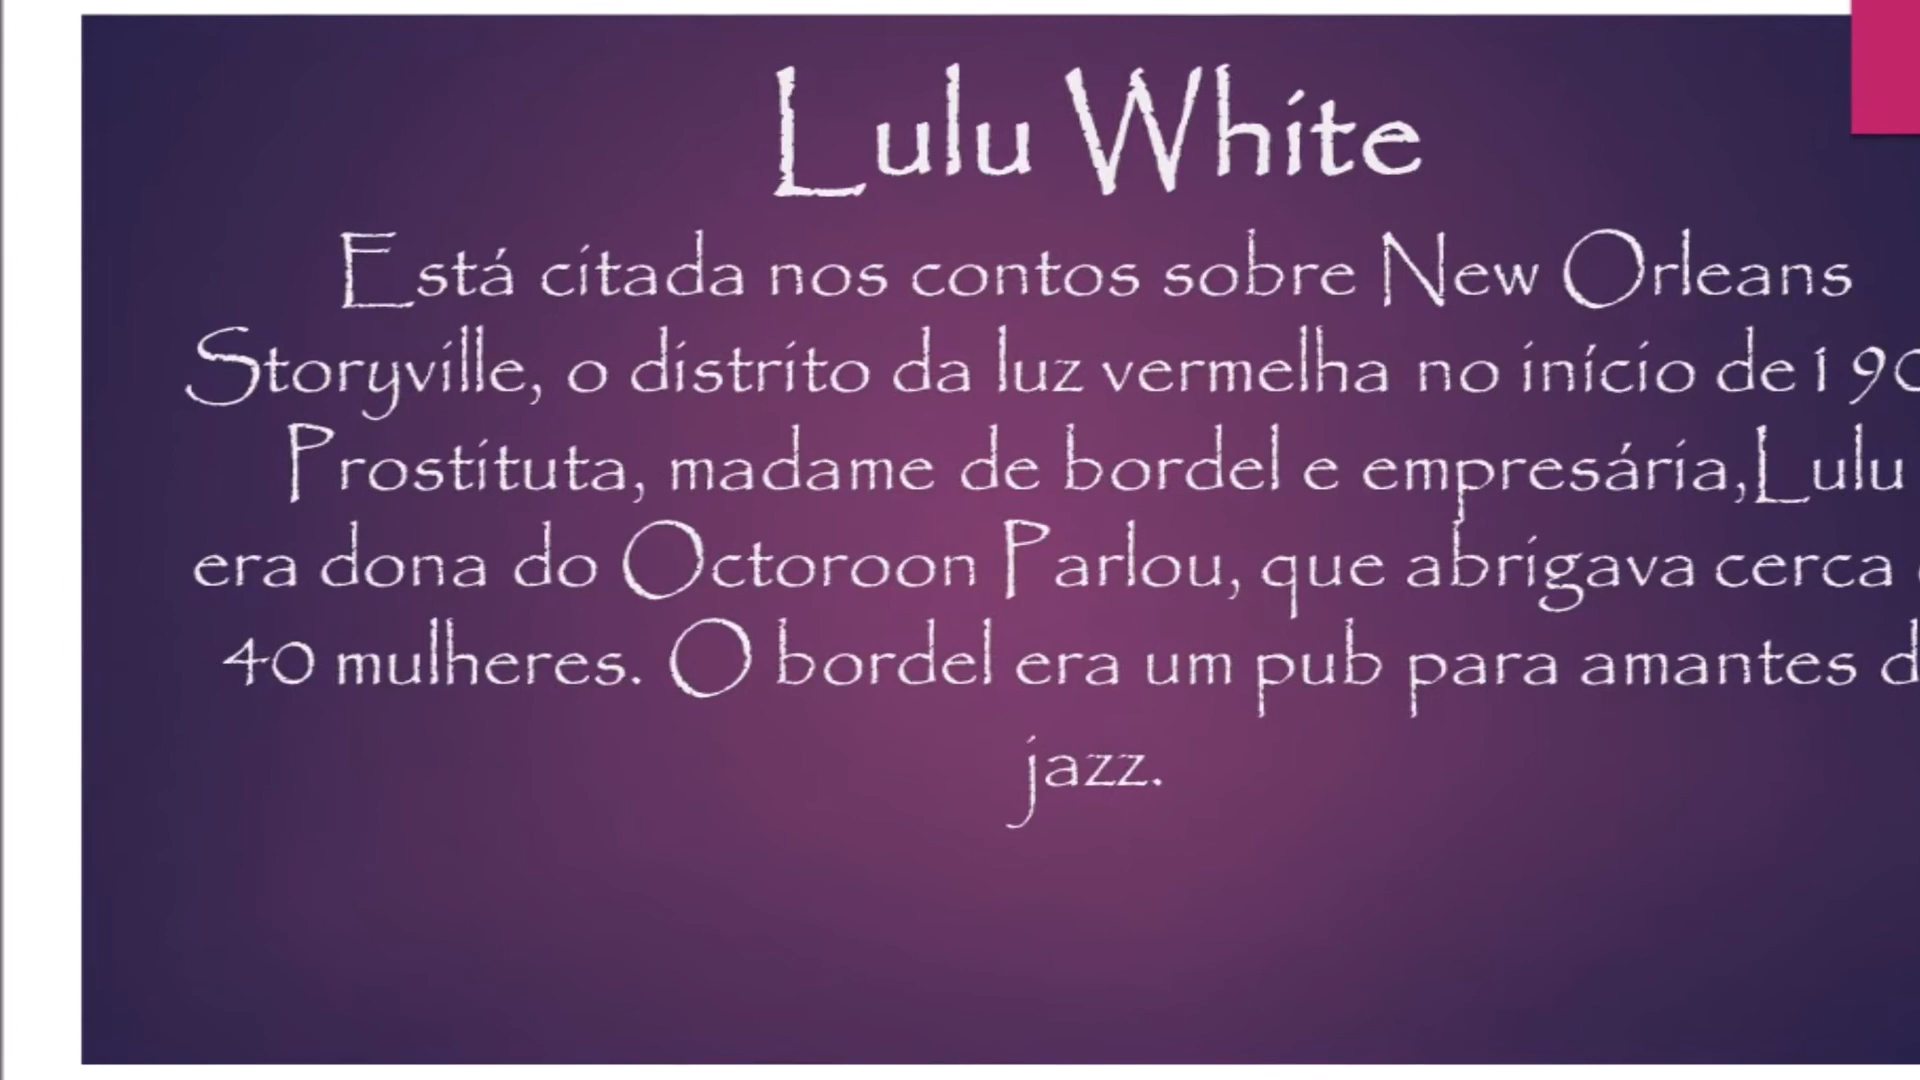 Lulu White
Está citada nos contos sobre New Orleans
Storyville, o distrito da luz vermelha no início de
Prostituta, madame de bordel e empresária,Lulu
era dona do Octoroon Parlou, que abrigava cerca
40 mulheres. O bordel era um pub para amantes
jazz.